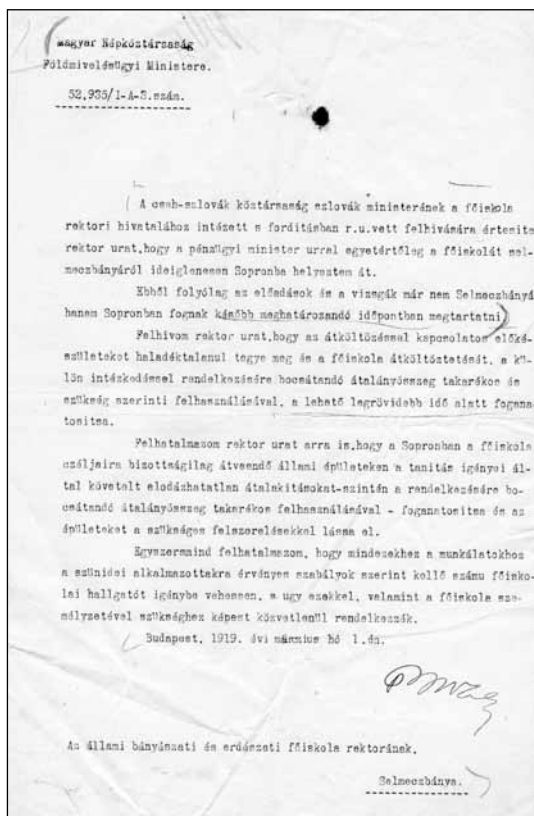 Magyar Népköztársaság
Földmivelésügyi Ministere.
52.935/I-A-3.szám.
A cseh-szlovák köztársaság szlovák ministerének a főiskola
rektori hivatalához intézett s forditásban r.u.vett felhivására értesitem
rektor urat,hogy a pénzügyi minister urral egyetértőleg a főiskolát sel-
meczbányáról ideiglenesen Sopronba helyeztem át.
Ebből folyólag az előadások és a vizsgák már nem Selmeczbányá
hanem Sopronban fognak később meghatározandó időpontban megtartatni
Felhivom rektor urat,hogy az átköltözéssel kapcsolatos előké-
születeket haladéktalanul tegye meg és a főiskola átköltöztetését, a kü-
lön intézkedéssel rendelkezésére bocsátandó átalányösszeg takarékos és
szükség szerinti felhasználásával, a lehető legrövidebb idő alatt fogana-
tositsa.
Felhatalmazom rektor urat arra is,hogy a Sopronban a főiskola
czéljaira bizottságilag átveendő állami épületeken a tanitás igényei ál-
tal követelt elodázhatlan átalakitásokat-szintén a rendelkezésére bo-
csátandó átalányösszeg takarékos felhasználásával - foganatositsa és az
épületeket a szükséges felszerelésekkel lássa el.
Egyszersmind felhatalmazom, hogy mindezekhez a munkálatokhoz
a szünidei alkalmazottakra érvényes szabályok szerint kellő számu főisko-
lai hallgatót igénybe vehessen, s ugy ezekkel, valamint a főiskola sze-
mélyzetével szükséghez képest közvetlenül rendelkezzék.
Budapest, 1919. évi március hó 1.én.
Az állami bányászati és erdészeti főiskola rektorának,
Selmeczbánya.